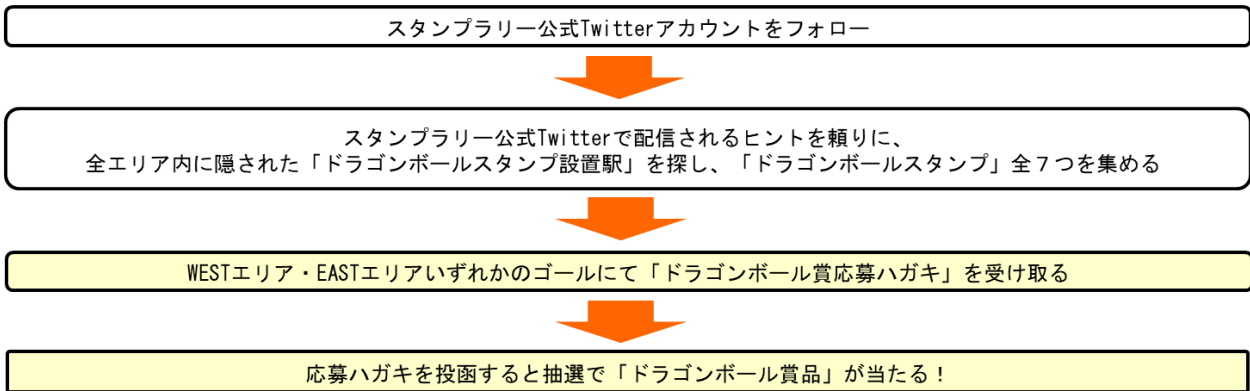 スタンプラリー公式Twitterアカウントをフォロー
スタンプラリー公式Twitterで配信されるヒントを頼りに、
全エリア内に隠された「ドラゴンボールスタンプ設置駅」を探し、「ドラゴンボールスタンプ」全７つを集める
WESTエリア・EASTエリアいずれかのゴールにて「ドラゴンボール賞応募ハガキ」を受け取る
応募ハガキを投函すると抽選で「ドラゴンボール賞品」が当たる！